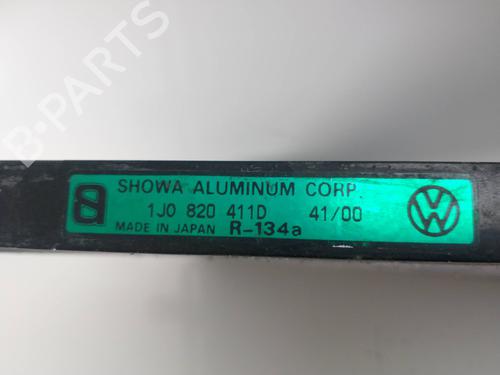 B-PARTS
SHOWA ALUMINUM CORP.
1J0 820 411D 41/00
MADE IN JAPAN R-134a